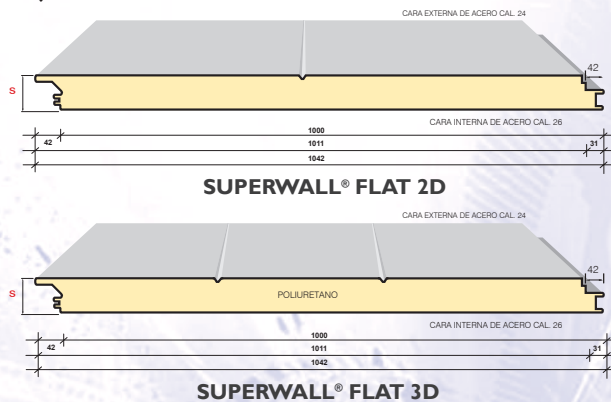 CARA EXTERNA DE ACERO CAL. 24
42
S
CARA INTERNA DE ACERO CAL. 26
1000
42
1011
31
1042
SUPERWALL® FLAT 2D
CARA EXTERNA DE ACERO CAL. 24
42
S
POLIURETANO
CARA INTERNA DE ACERO CAL. 26
1000
42
1011
31
1042
SUPERWALL® FLAT 3D